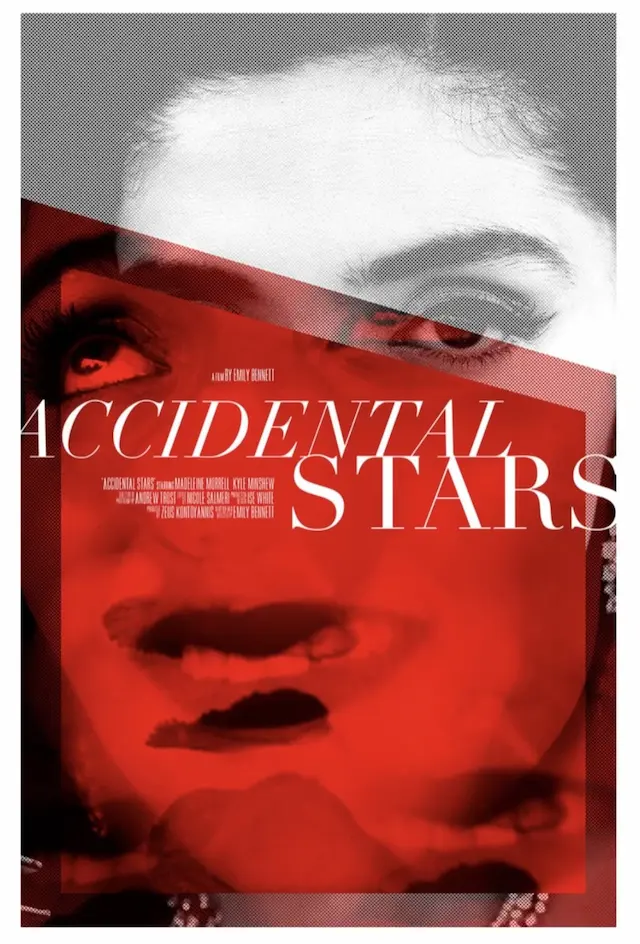 A FILM BY EMILY BENNETT
ACCIDENTAL
STARS
"ACCIDENTAL STARS" STARRING MADELEINE MURRELL KYLE MINSHEW
ANDREW TROST NICOLE SALMERI ISE WHITE
ZEUS KONTOYANNIS EMILY BENNETT